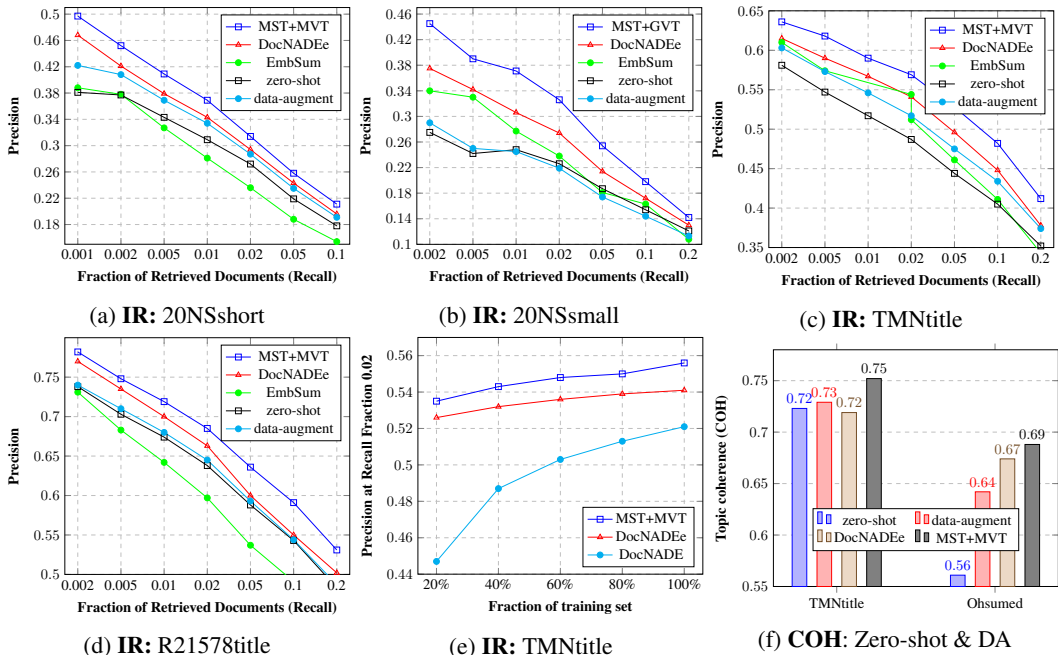 0.5
0.46
0.42
0.38
0.3
0.26
0.22
0.18
0.001
0.002
0.005
0.01
0.02
0.05
0.1
Precision
Fraction of Retrieved Documents (Recall)
MST+MVT
DocNADEe
EmbSum
zero-shot
data-augment
(a) IR: 20NSshort
0.46
0.42
0.38
0.34
0.3
0.26
0.22
0.18
0.14
0.1
0.002
0.005
0.01
0.02
0.05
0.1
0.2
Precision
Fraction of Retrieved Documents (Recall)
MST+GVT
DocNADEe
EmbSum
zero-shot
data-augment
(b) IR: 20NSsmall
0.65
0.6
0.55
0.5
0.45
0.4
0.35
0.002
0.005
0.01
0.02
0.05
0.1
0.2
Precision
Fraction of Retrieved Documents (Recall)
MST+MVT
DocNADEe
EmbSum
zero-shot
data-augment
(c) IR: TMNtitle
0.75
0.7
0.65
0.6
0.55
0.5
0.002
0.005
0.01
0.02
0.05
0.1
0.2
Precision
Fraction of Retrieved Documents (Recall)
MST+MVT
DocNADEe
EmbSum
zero-shot
data-augment
(d) IR: R21578title
0.56
0.54
0.52
0.5
0.48
0.46
0.44
20%
40%
60%
80%
100%
Precision at Recall Fraction 0.02
Fraction of training set
MST+MVT
DocNADEe
DocNADE
(e) IR: TMNtitle
0.75
0.7
0.65
0.6
0.55
Topic coherence (COH)
0.72
0.73
0.72
0.75
0.56
0.64
0.67
0.69
zero-shot
data-augment
DocNADEe
MST+MVT
TMNtitle
Ohsumed
(f) COH: Zero-shot & DA